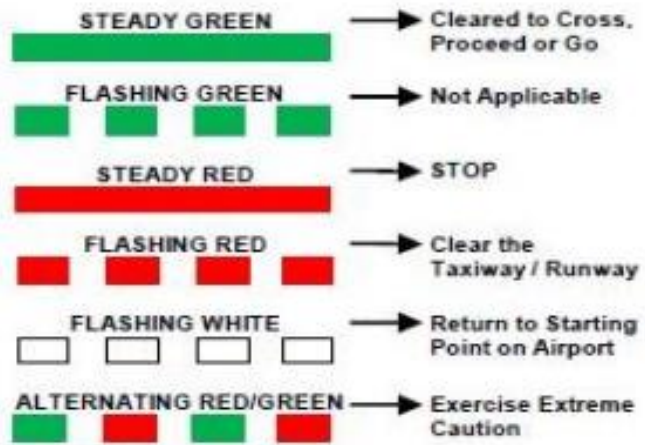 STEADY GREEN
Cleared to Cross,
Proceed or Go
FLASHING GREEN
Not Applicable
STEADY RED
STOP
FLASHING RED
Clear the
Taxiway / Runway
FLASHING WHITE
Return to Starting
Point on Airport
ALTERNATING RED/GREEN
Exercise Extreme
Caution